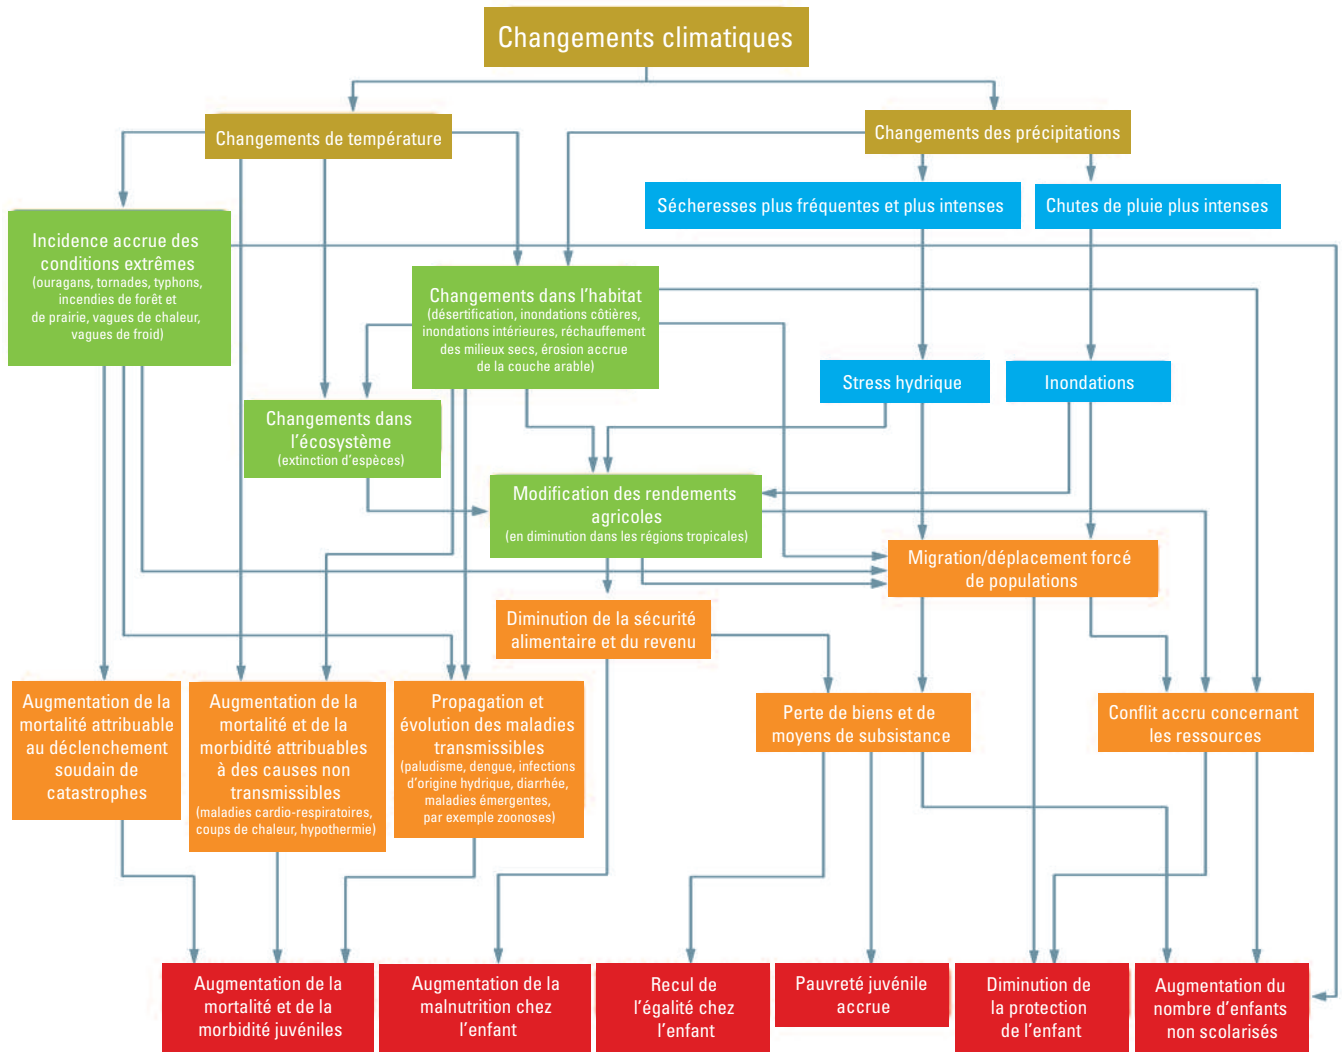 Changements climatiques
Changements de température
Changements des précipitations
Sécheresses plus fréquentes et plus intenses
Chutes de pluie plus intenses
Incidence accrue des
conditions extrêmes
(ouragans, tornades, typhons,
incendies de forêt et
de prairie, vagues de chaleur,
vagues de froid)
Changements dans l'habitat
(désertification, inondations côtières,
inondations intérieures, réchauffement
des milieux secs, érosion accrue
de la couche arable)
Stress hydrique
Inondations
Changements dans
l'écosystème
(extinction d'espèces)
Modification des rendements
agricoles
(en diminution dans les régions tropicales)
Migration/déplacement forcé
de populations
Diminution de la sécurité
alimentaire et du revenu
Augmentation de la
mortalité attribuable
au déclenchement
soudain de
catastrophes
Augmentation de la
mortalité et de la
morbidité attribuables
à des causes non
transmissibles
(maladies cardio-respiratoires,
coups de chaleur, hypothermie)
Propagation et
évolution des maladies
transmissibles
(paludisme, dengue, infections
d'origine hydrique, diarrhée,
maladies émergentes,
par exemple zoonoses)
Perte de biens et de
moyens de subsistance
Conflit accru concernant
les ressources
Augmentation de la
mortalité et de la
morbidité juvéniles
Augmentation de la
malnutrition chez
l'enfant
Recul de
l'égalité chez
l'enfant
Pauvreté juvénile
accrue
Diminution de
la protection
de l'enfant
Augmentation du
nombre d'enfants
non scolarisés